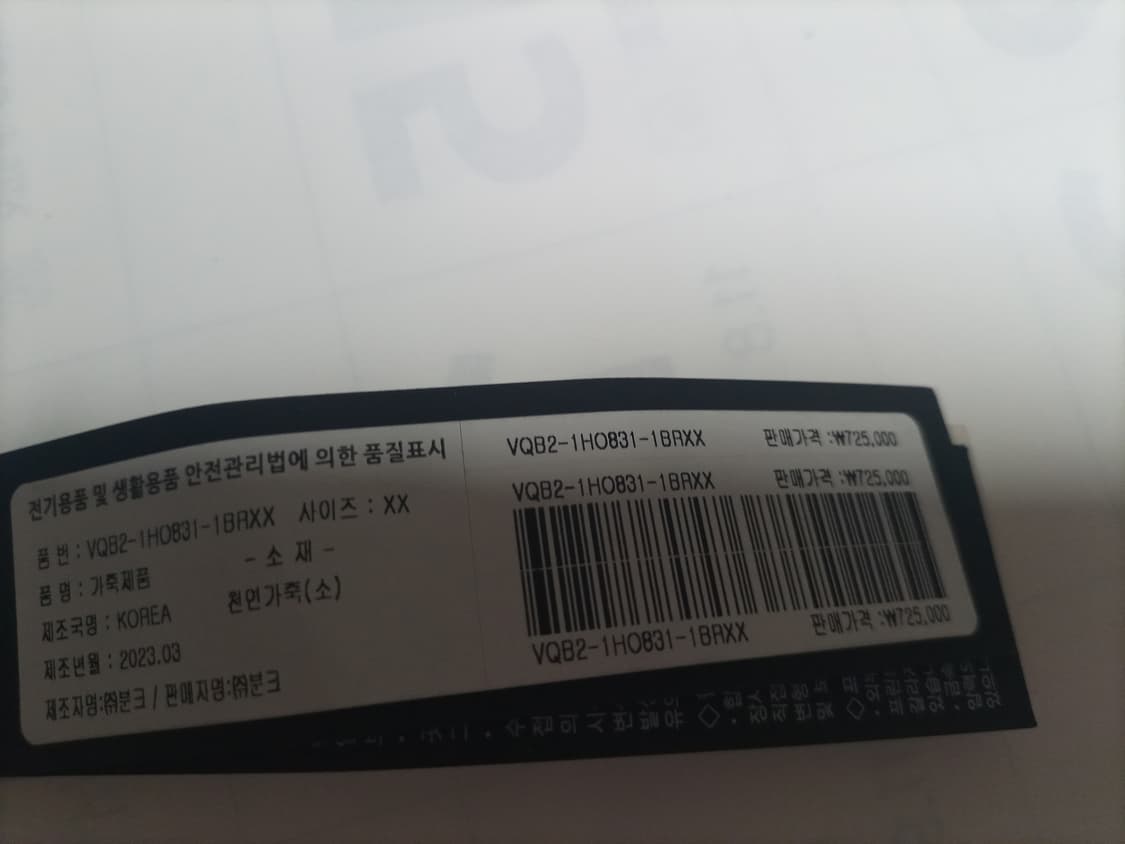 전기용품 및 생활용품 안전관리법에 의한 품질표시
품 번 : VQB2-1HO831-1BRXX 사이즈 : XX
- 소 재 -
품 명 : 가죽제품
천연가죽(소)
제조국명 : KOREA
제조년월 : 2023.03
제조자명:㈜분크 / 판매자명:㈜분크
VQB2-1HO831-1BRXX 판매가격 :₩725,000
VQB2-1HO831-1BRXX 판매가격 :₩725,000
VQB2-1HO831-1BRXX 판매가격 :₩725,000